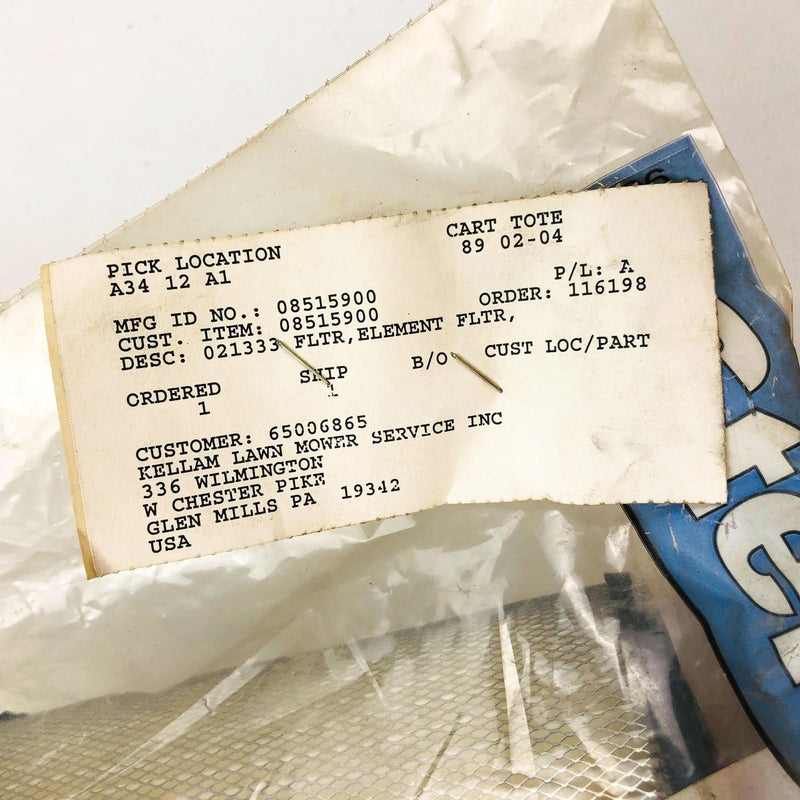 PICK LOCATION
A34 12 A1
CART TOTE
89 02-04
P/L: A
MFG ID NO.: 08515900
ORDER: 116198
CUST. ITEM: 08515900
DESC: 021333 FLTR,ELEMENT FLTR,
ORDERED SHIP B/O CUST LOC/PART
1 1
CUSTOMER: 65006865
KELLAM LAWN MOWER SERVICE INC
336 WILMINGTON
W CHESTER PIKE
GLEN MILLS PA 19342
USA